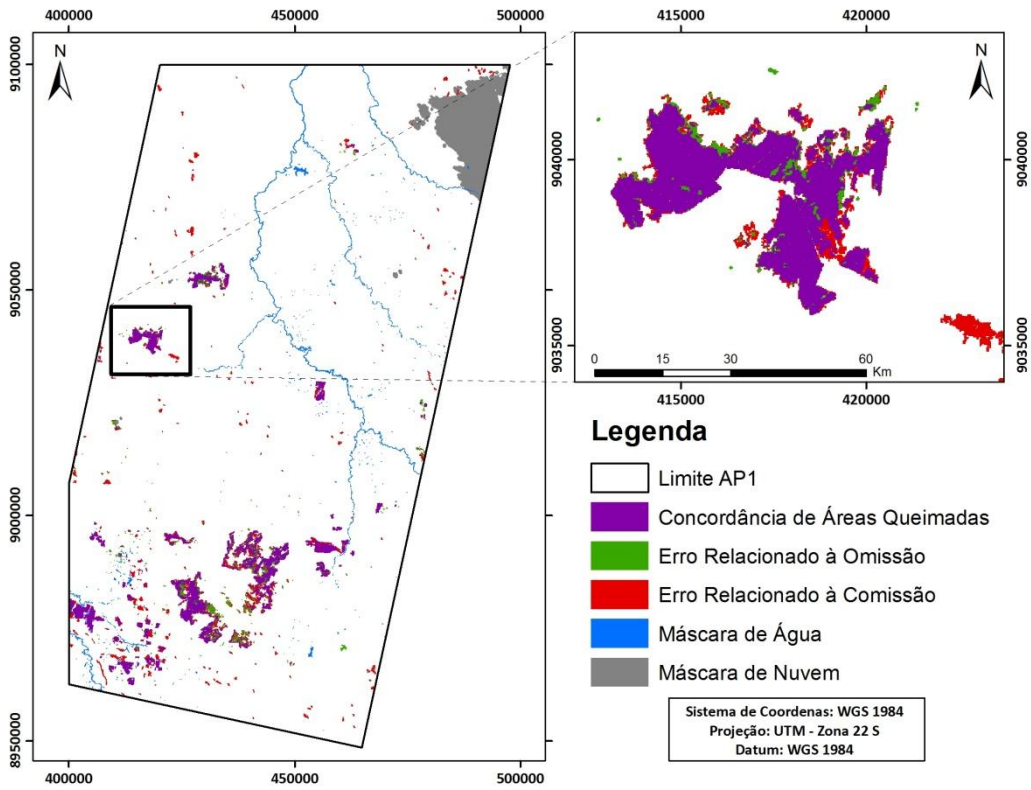 400000 450000 500000
415000 420000
N
N
9100000
9050000
9000000
8950000
9040000
9035000
9040000
9035000
0 15 30 60
Km
415000 420000
400000 450000 500000
Legenda
Limite AP1
Concordância de Áreas Queimadas
Erro Relacionado à Omissão
Erro Relacionado à Comissão
Máscara de Água
Máscara de Nuvem
Sistema de Coordenas: WGS 1984
Projeção: UTM - Zona 22 S
Datum: WGS 1984